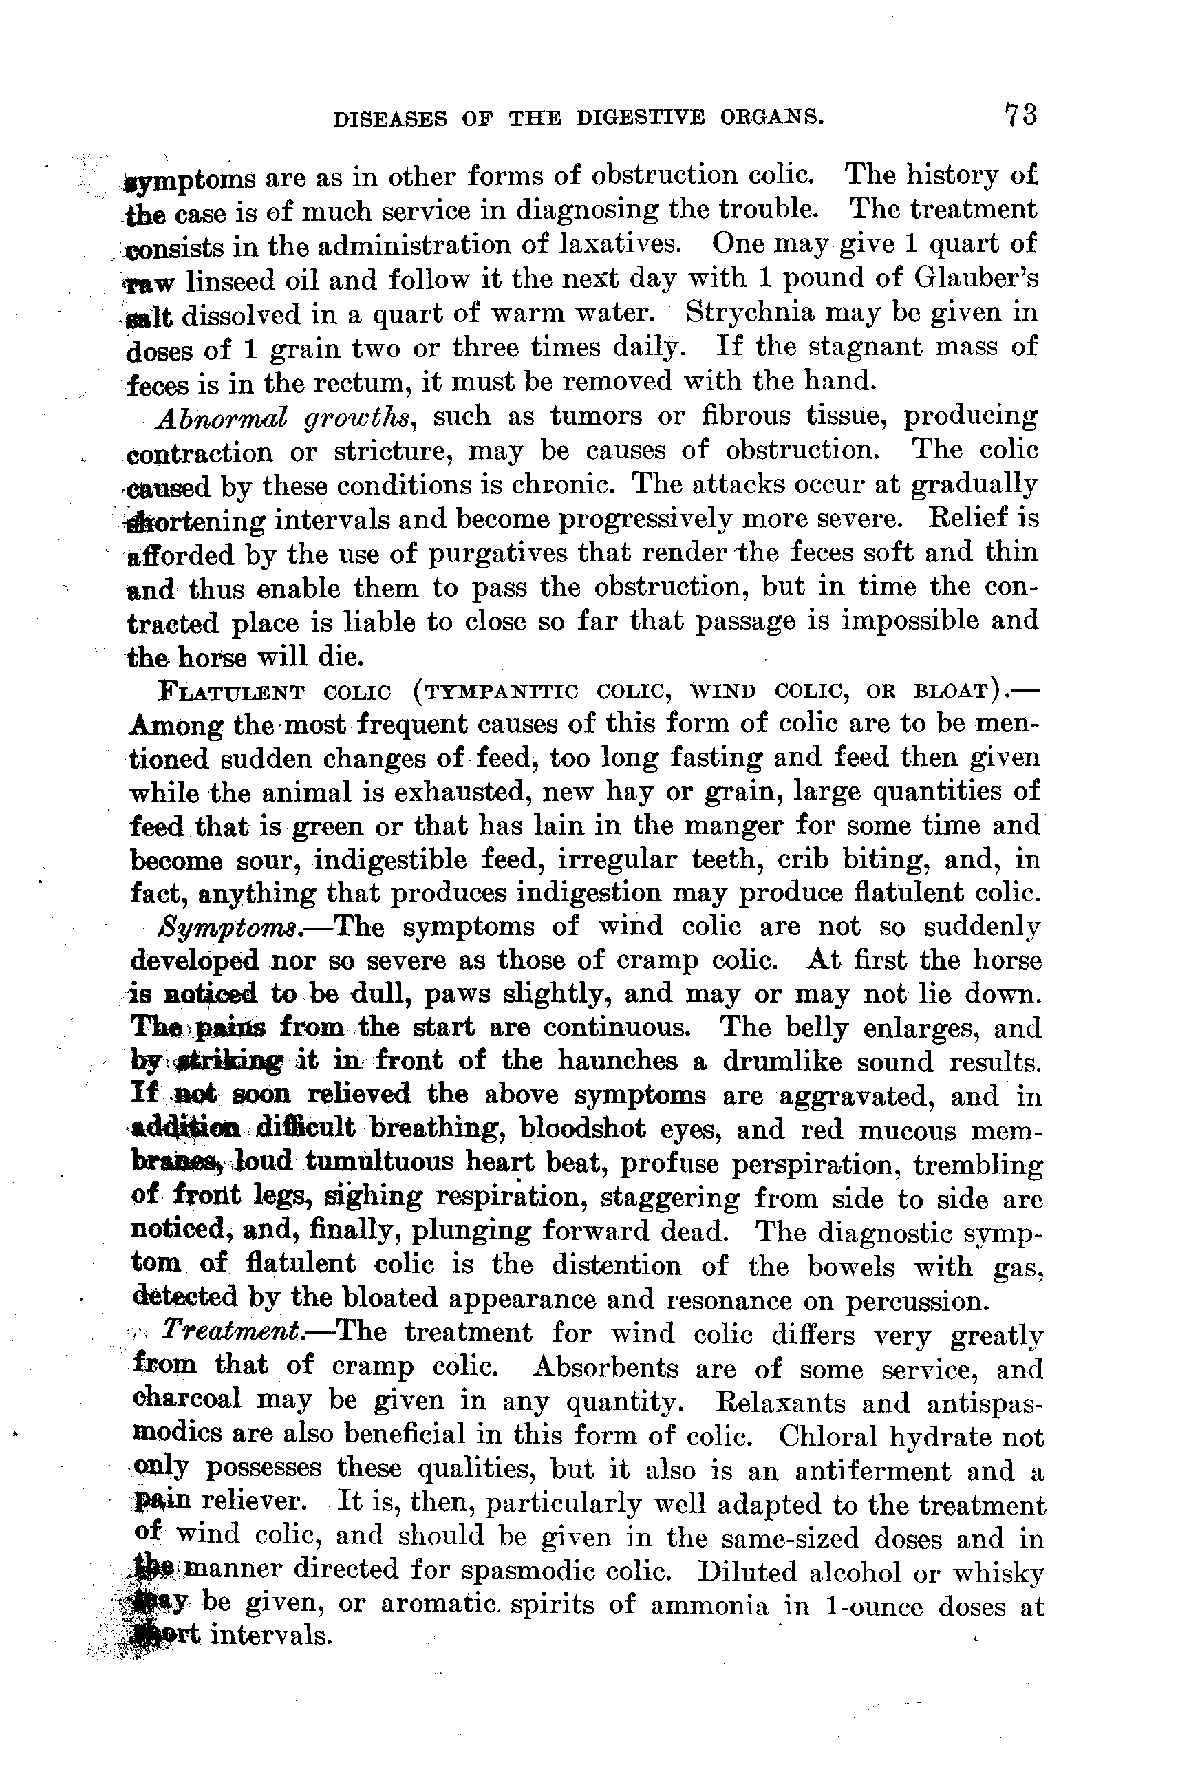 DISEASES OF THE DIGESTIVE ORGANS. 73
symptoms are as in other forms of obstruction colic. The history of
the case is of much service in diagnosing the trouble. The treatment
consists in the administration of laxatives. One may give 1 quart of
raw linseed oil and follow it the next day with 1 pound of Glauber's
salt dissolved in a quart of warm water. Strychnia may be given in
doses of 1 grain two or three times daily. If the stagnant mass of
feces is in the rectum, it must be removed with the hand.
Abnormal growths, such as tumors or fibrous tissue, producing
contraction or stricture, may be causes of obstruction. The colic
caused by these conditions is chronic. The attacks occur at gradually
shortening intervals and become progressively more severe. Relief is
afforded by the use of purgatives that render the feces soft and thin
and thus enable them to pass the obstruction, but in time the con-
tracted place is liable to close so far that passage is impossible and
the horse will die.
FLATULENT COLIC (TYMPANITIC COLIC, WIND COLIC, OR BLOAT).—
Among the most frequent causes of this form of colic are to be men-
tioned sudden changes of feed, too long fasting and feed then given
while the animal is exhausted, new hay or grain, large quantities of
feed that is green or that has lain in the manger for some time and
become sour, indigestible feed, irregular teeth, crib biting, and, in
fact, anything that produces indigestion may produce flatulent colic.
Symptoms.—The symptoms of wind colic are not so suddenly
developed nor so severe as those of cramp colic. At first the horse
is noticed to be dull, paws slightly, and may or may not lie down.
The pains from the start are continuous. The belly enlarges, and
by striking it in front of the haunches a drumlike sound results.
If not soon relieved the above symptoms are aggravated, and in
addition difficult breathing, bloodshot eyes, and red mucous mem-
branes, loud tumultuous heart beat, profuse perspiration, trembling
of front legs, sighing respiration, staggering from side to side are
noticed, and, finally, plunging forward dead. The diagnostic symp-
tom of flatulent colic is the distention of the bowels with gas,
detected by the bloated appearance and resonance on percussion.
Treatment.—The treatment for wind colic differs very greatly
from that of cramp colic. Absorbents are of some service, and
charcoal may be given in any quantity. Relaxants and antispas-
modics are also beneficial in this form of colic. Chloral hydrate not
only possesses these qualities, but it also is an antiferment and a
pain reliever. It is, then, particularly well adapted to the treatment
of wind colic, and should be given in the same-sized doses and in
the manner directed for spasmodic colic. Diluted alcohol or whisky
may be given, or aromatic spirits of ammonia in 1-ounce doses at
short intervals.